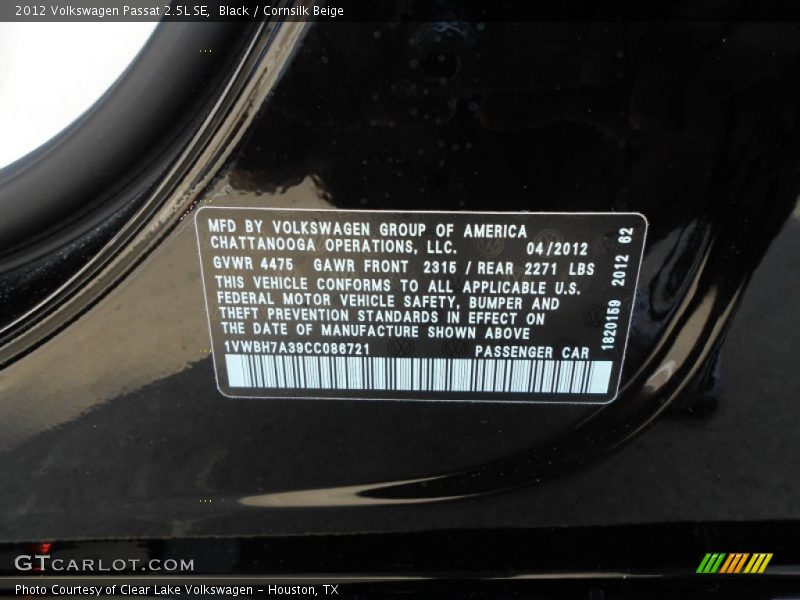 2012 Volkswagen Passat 2.5L SE, Black / Cornsilk Beige
MFD BY VOLKSWAGEN GROUP OF AMERICA
CHATTANOOGA OPERATIONS, LLC. 04/2012
GVWR 4475 GAWR FRONT 2315 / REAR 2271 LBS
THIS VEHICLE CONFORMS TO ALL APPLICABLE U.S.
FEDERAL MOTOR VEHICLE SAFETY, BUMPER AND
THEFT PREVENTION STANDARDS IN EFFECT ON
THE DATE OF MANUFACTURE SHOWN ABOVE
1VWBH7A39CC086721 PASSENGER CAR
1820159 2012 62
GTCARLOT.COM
Photo Courtesy of Clear Lake Volkswagen - Houston, TX